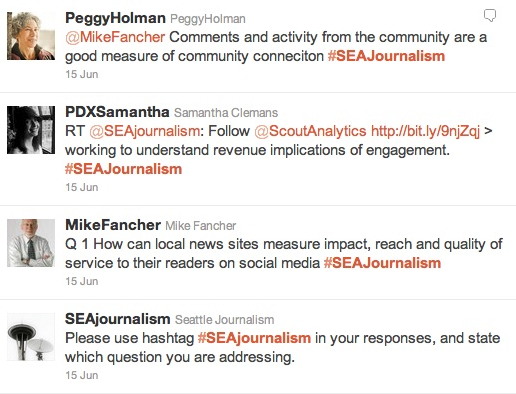 PeggyHolman PeggyHolman
@MikeFancher Comments and activity from the community are a
good measure of community conneciton #SEAJournalism
15 Jun
PDXSamantha Samantha Clemans
RT @SEAjournalism: Follow @ScoutAnalytics http://bit.ly/9njZqj >
working to understand revenue implications of engagement.
#SEAJournalism
15 Jun
MikeFancher Mike Fancher
Q 1 How can local news sites measure impact, reach and quality of
service to their readers on social media #SEAJournalism
15 Jun
SEAjournalism Seattle Journalism
Please use hashtag #SEAjournalism in your responses, and state
which question you are addressing.
15 Jun